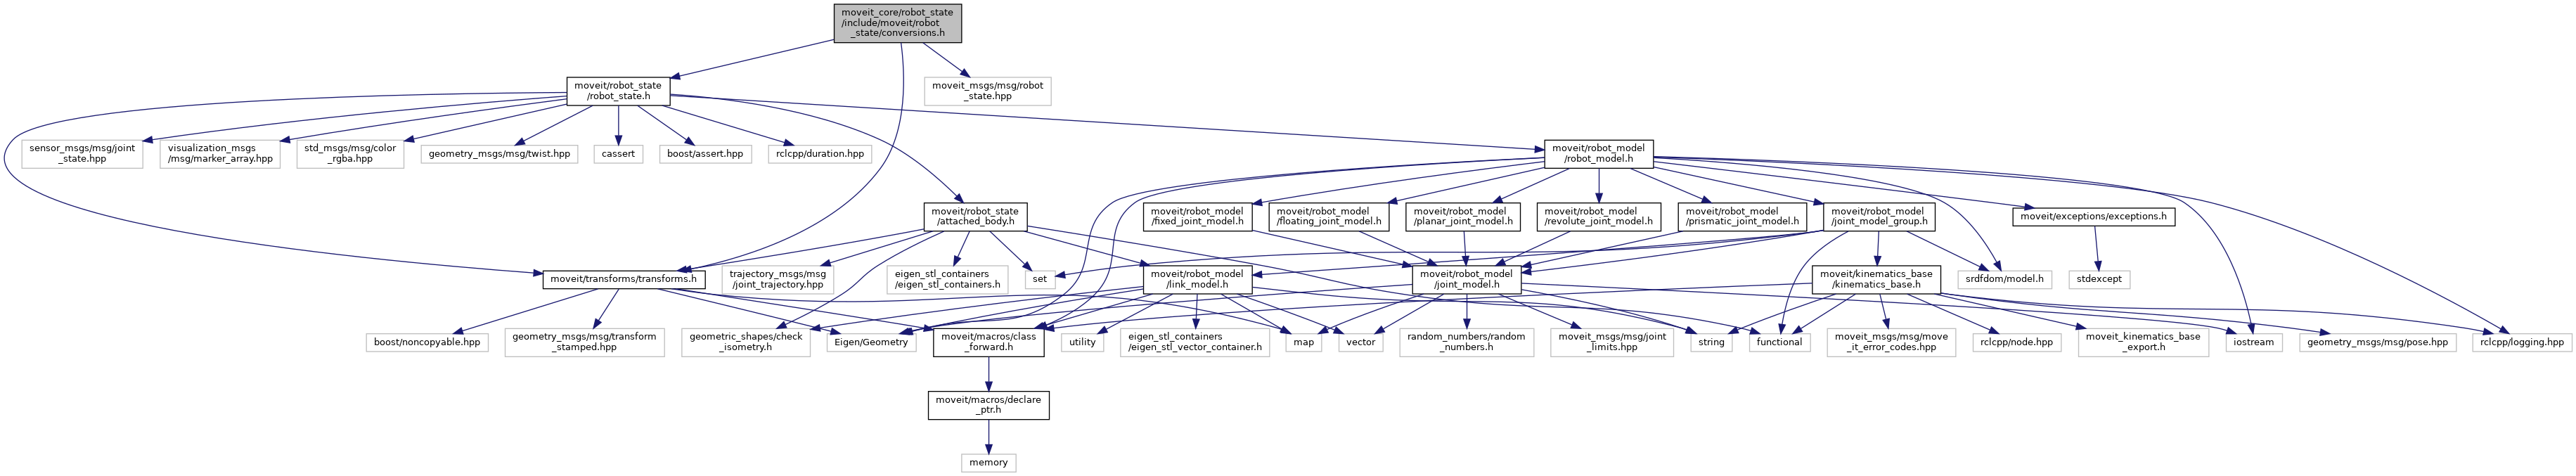 moveit_core/robot_state
/include/moveit/robot
_state/conversions.h
moveit/robot_state
/robot_state.h
moveit_msgs/msg/robot
_state.hpp
sensor_msgs/msg/joint
_state.hpp
visualization_msgs
/msg/marker_array.hpp
std_msgs/msg/color
_rgba.hpp
geometry_msgs/msg/twist.hpp
cassert
boost/assert.hpp
rclcpp/duration.hpp
moveit/robot_model
/robot_model.h
moveit/robot_state
/attached_body.h
moveit/robot_model
/fixed_joint_model.h
moveit/robot_model
/floating_joint_model.h
moveit/robot_model
/planar_joint_model.h
moveit/robot_model
/revolute_joint_model.h
moveit/robot_model
/prismatic_joint_model.h
moveit/robot_model
/joint_model_group.h
moveit/exceptions/exceptions.h
moveit/transforms/transforms.h
trajectory_msgs/msg
/joint_trajectory.hpp
eigen_stl_containers
/eigen_stl_containers.h
set
moveit/robot_model
/link_model.h
moveit/robot_model
/joint_model.h
moveit/kinematics_base
/kinematics_base.h
srdfdom/model.h
stdexcept
boost/noncopyable.hpp
geometry_msgs/msg/transform
_stamped.hpp
geometric_shapes/check
_isometry.h
Eigen/Geometry
moveit/macros/class
_forward.h
utility
eigen_stl_containers
/eigen_stl_vector_container.h
map
vector
random_numbers/random
_numbers.h
moveit_msgs/msg/joint
_limits.hpp
string
functional
moveit_msgs/msg/move
_it_error_codes.hpp
rclcpp/node.hpp
moveit_kinematics_base
_export.h
iostream
geometry_msgs/msg/pose.hpp
rclcpp/logging.hpp
moveit/macros/declare
_ptr.h
memory